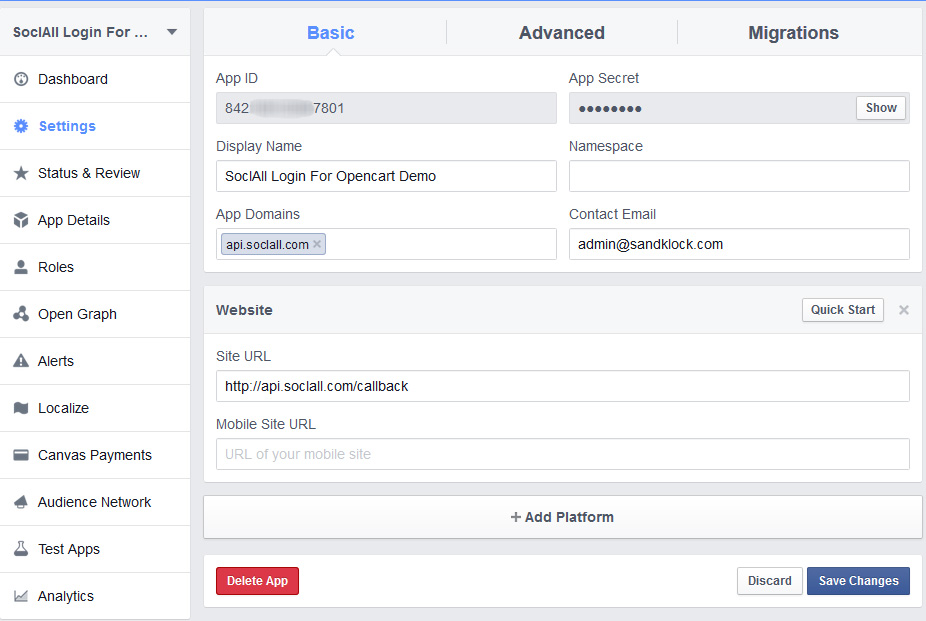 SoclAll Login For ...
Dashboard
Settings
Status & Review
App Details
Roles
Open Graph
Alerts
Localize
Canvas Payments
Audience Network
Test Apps
Analytics
Basic Advanced Migrations
App ID App Secret
842 7801 •••••••• Show
Display Name Namespace
SoclAll Login For Opencart Demo
App Domains Contact Email
api.soclall.com × admin@sandklock.com
Website Quick Start ×
Site URL
http://api.soclall.com/callback
Mobile Site URL
URL of your mobile site
+ Add Platform
Delete App Discard Save Changes